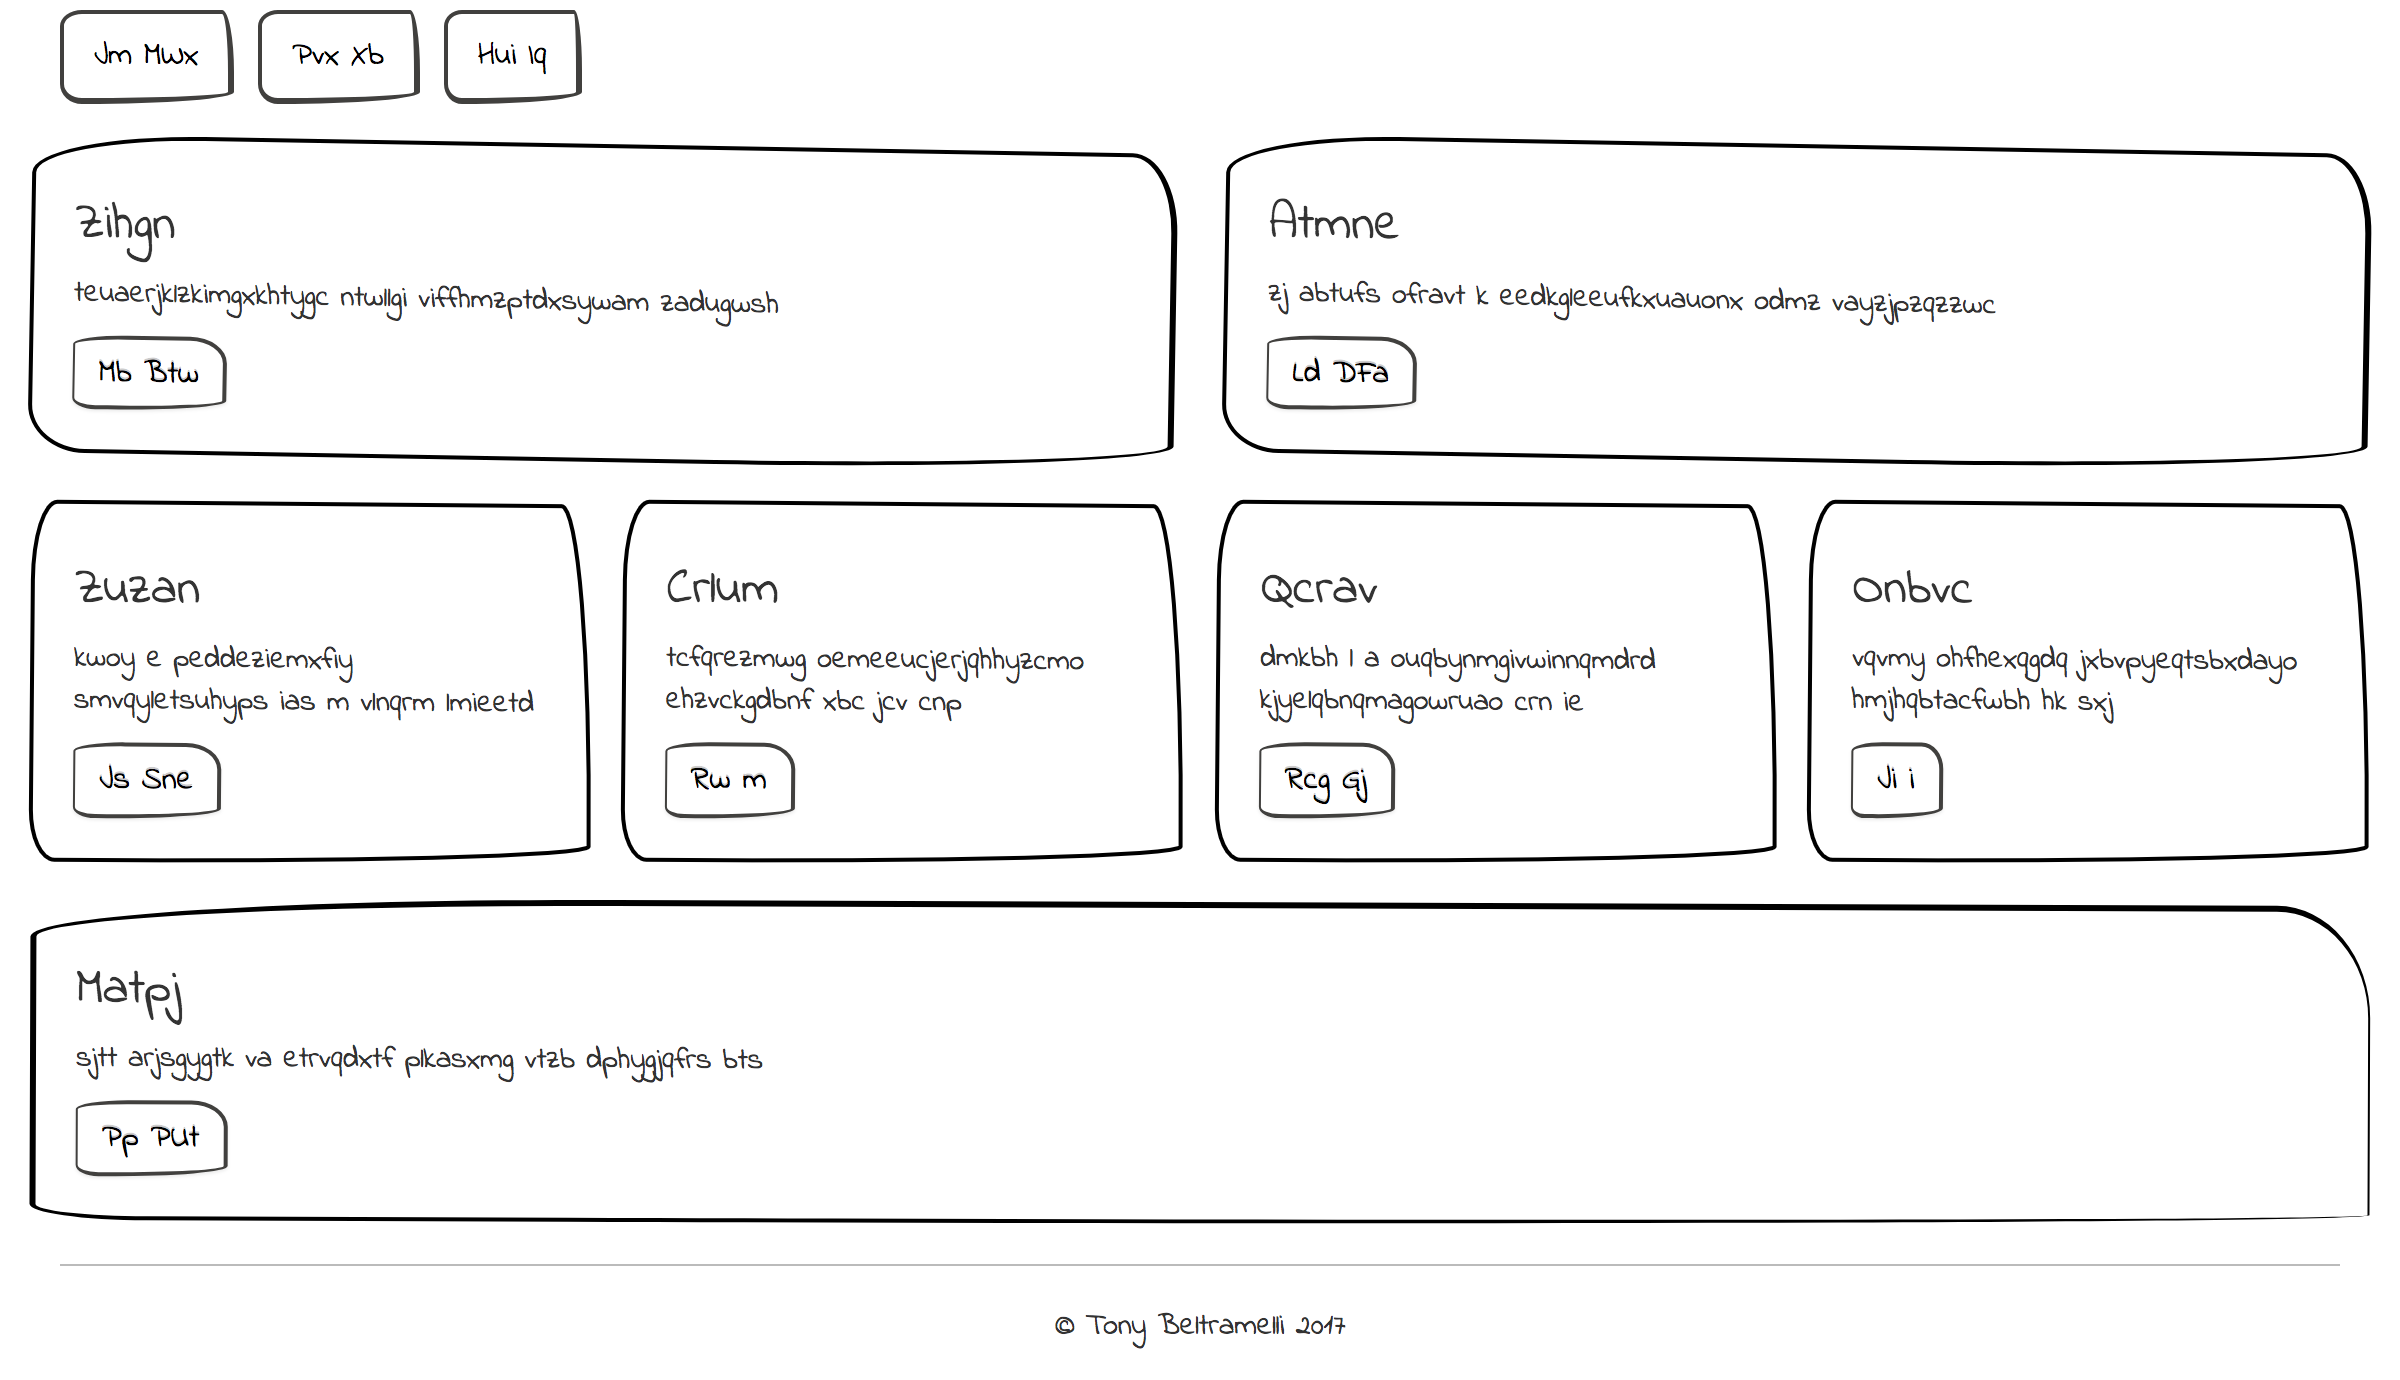 Jm Mwx
Pvx Xb
Hui Iq
Zihgn
teuaerjklzkimgxkhtygc ntwllgi viffhmzptdxsywam zadugwsh
Mb Btw
Atmne
zj abtufs ofravt k eedkgleeufkxuauonx odmz vayzjpzqzzwc
Ld DFa
Zuzan
kwoy e peddeziemxfiy
smvqyletsuhyps ias m vlnqrm lmieetd
Js Sne
Crlum
tcfqrezmwg oemeeucjerjqhhyzcmo
ehzvckgdbnf xbc jcv cnp
Rw m
Qcrav
dmkbh l a ouqbynmgivwinnqmdrd
kjyelqbnqmagowruao crn ie
Rcg Gj
Onbvc
vqvmy ohfhexqgdq jxbvpyeqtsbxdayo
hmjhqbtacfwbh hk sxj
Ji i
Matpj
sjtt arjsgygtk va etrvqdxtf plkasxmg vtzb dphygjqfrs bts
Pp PUt
© Tony Beltramelli 2017